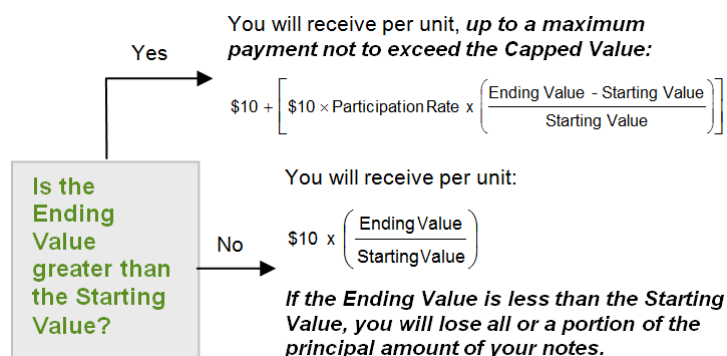 You will receive per unit, up to a maximum
payment not to exceed the Capped Value:
Yes
$10 + [ $10 × Participation Rate x ( Ending Value - Starting Value / Starting Value ) ]
Is the
Ending
Value
greater than
the Starting
Value?
No
You will receive per unit:
$10 x ( Ending Value / Starting Value )
If the Ending Value is less than the Starting
Value, you will lose all or a portion of the
principal amount of your notes.